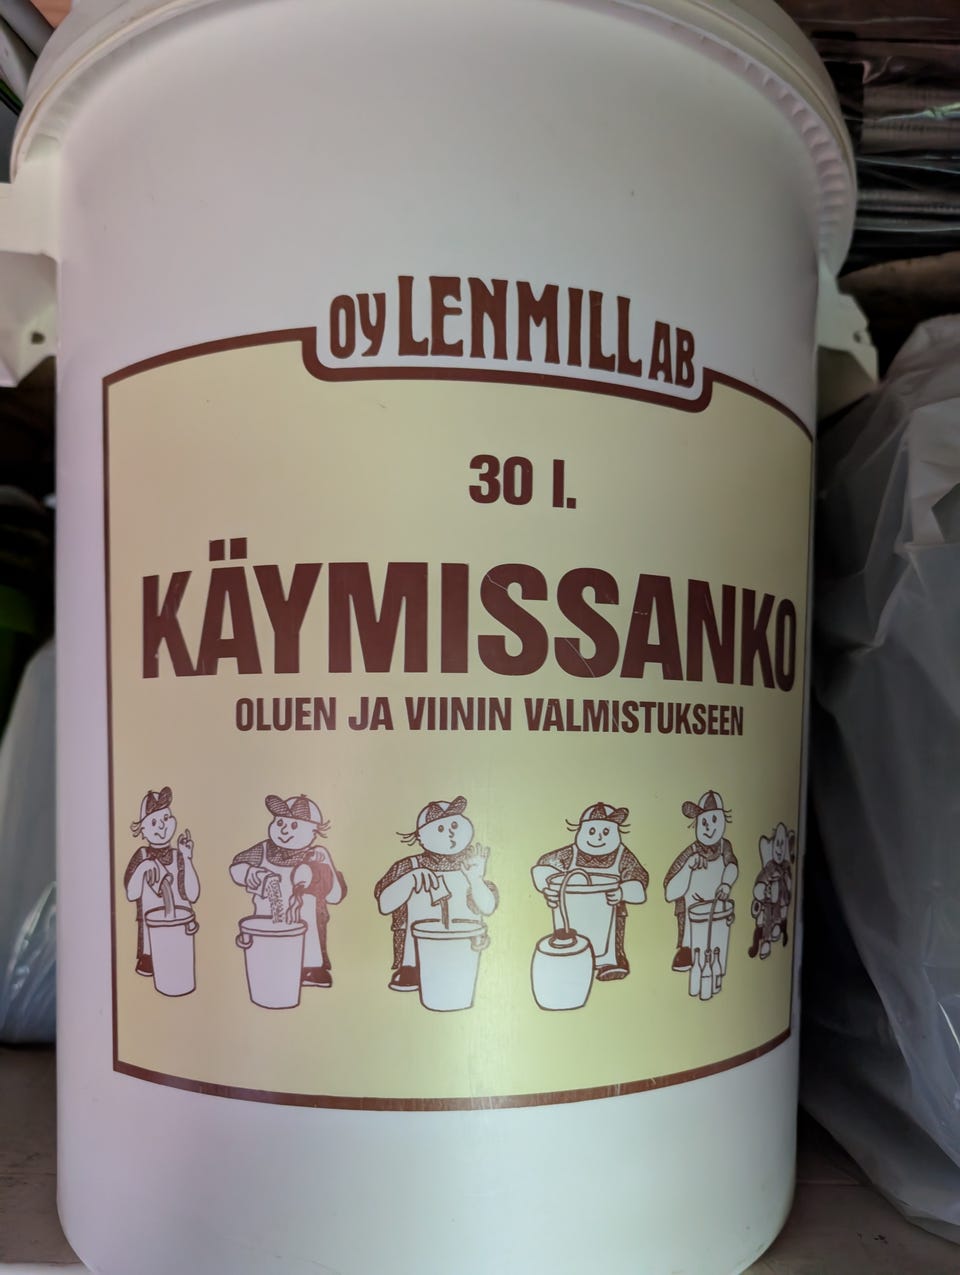 OY LENMILL AB
30 l.
KÄYMISSANKO
OLUEN JA VIININ VALMISTUKSEEN